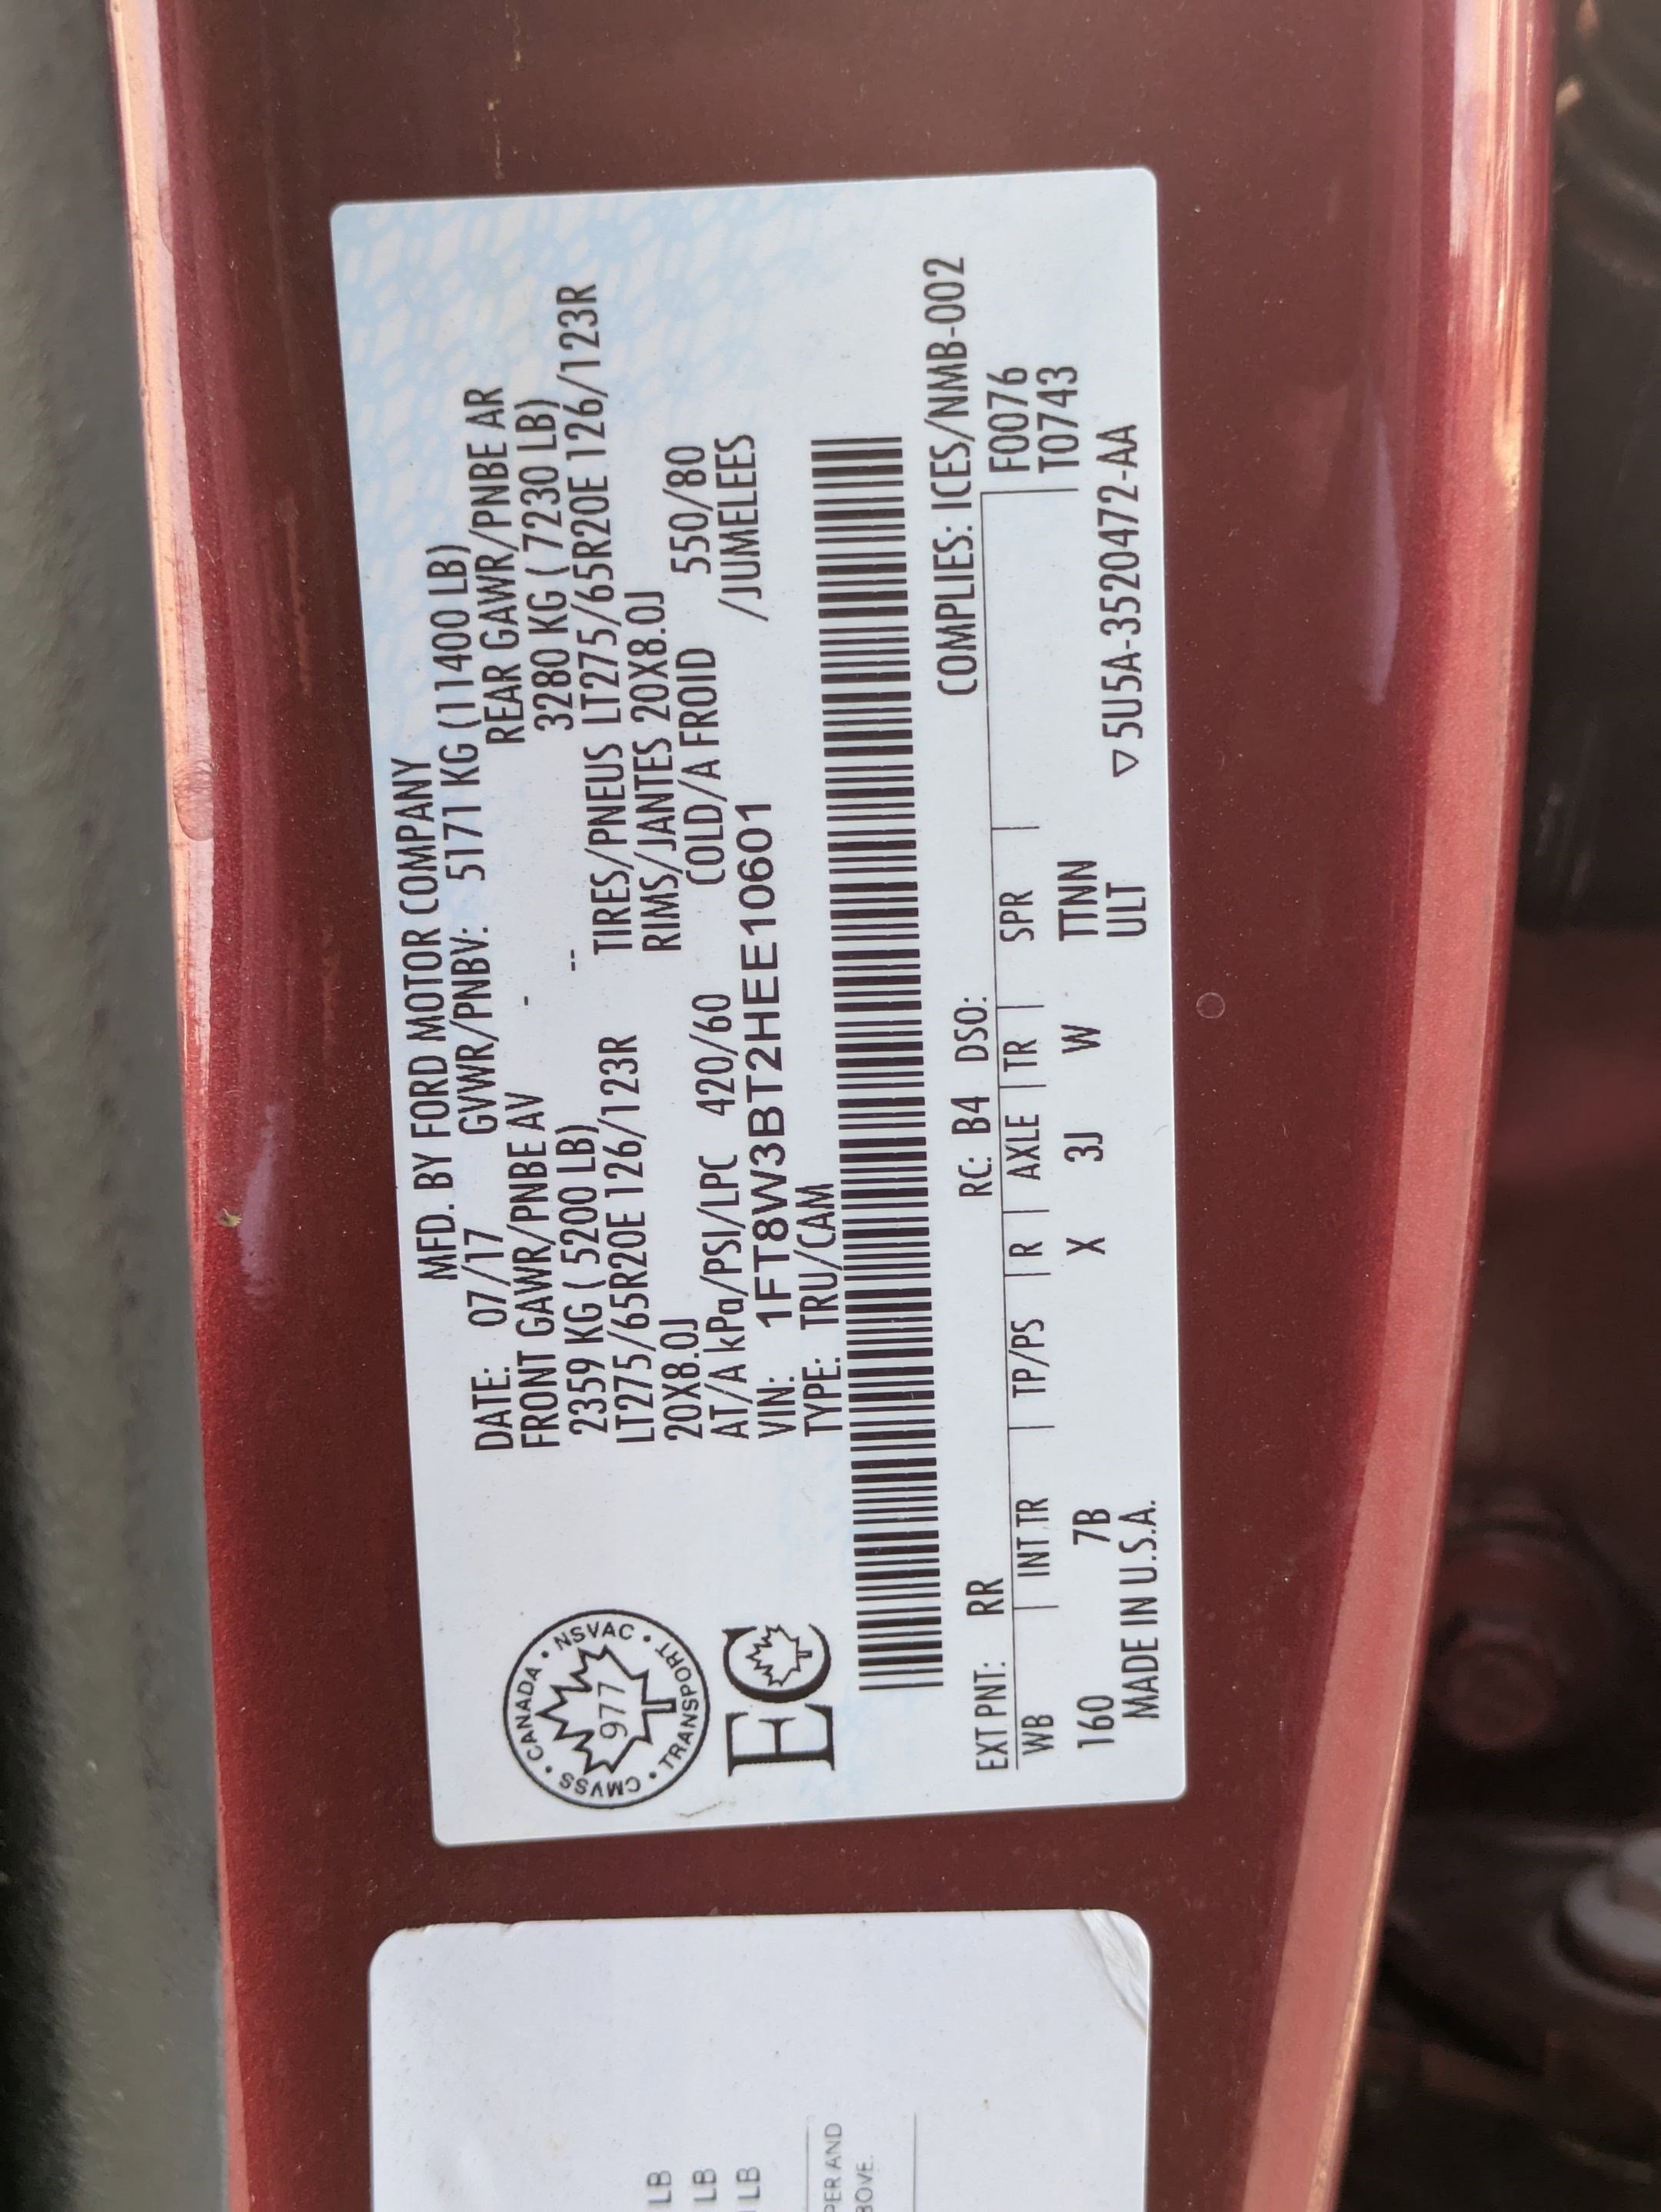 MFD. BY FORD MOTOR COMPANY
DATE: 07/17 GVWR/PNBV: 5171 KG (11400 LB)
FRONT GAWR/PNBE AV - REAR GAWR/PNBE AR
2359 KG ( 5200 LB) -- 3280 KG ( 7230 LB)
LT275/65R20E 126/123R TIRES/PNEUS LT275/65R20E 126/123R
20X8.0J RIMS/JANTES 20X8.0J
AT/A kPa/PSI/LPC 420/60 COLD/A FROID 550/80
VIN: 1FT8W3BT2HEE10601 /JUMELEES
TYPE: TRU/CAM
CANADA • NSVAC • TRANSPORT • CMVSS •
977
EC
COMPLIES: ICES/NMB-002
EXT PNT: RR RC: B4 DSO: F0076
WB INT TR TP/PS R AXLE TR SPR T0743
160 7B X 3J W TTNN
MADE IN U.S.A. ULT ▽5U5A-3520472-AA
LB
LB
LB
PER AND